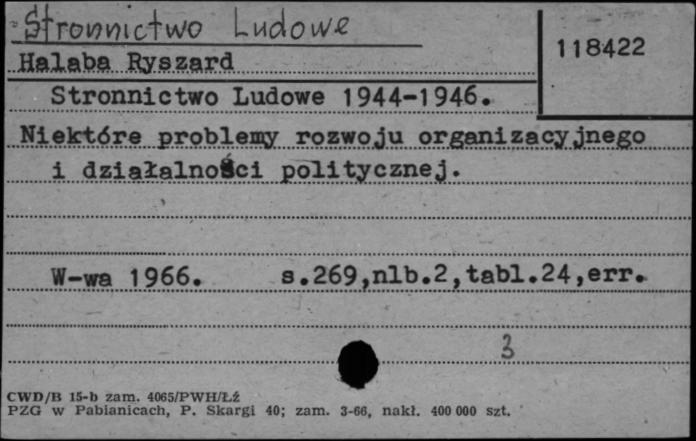 Stronnictwo Ludowe
118422
Halaba Ryszard
Stronnictwo Ludowe 1944-1946.
Niektóre problemy rozwoju organizacyjnego
i działalności politycznej.
W-wa 1966. s.269,nlb.2,tabl.24,err.
3
CWD/B 15-b zam. 4065/PWH/Łź
PZG w Pabianicach, P. Skargi 40; zam. 3-66, nakł. 400 000 szt.